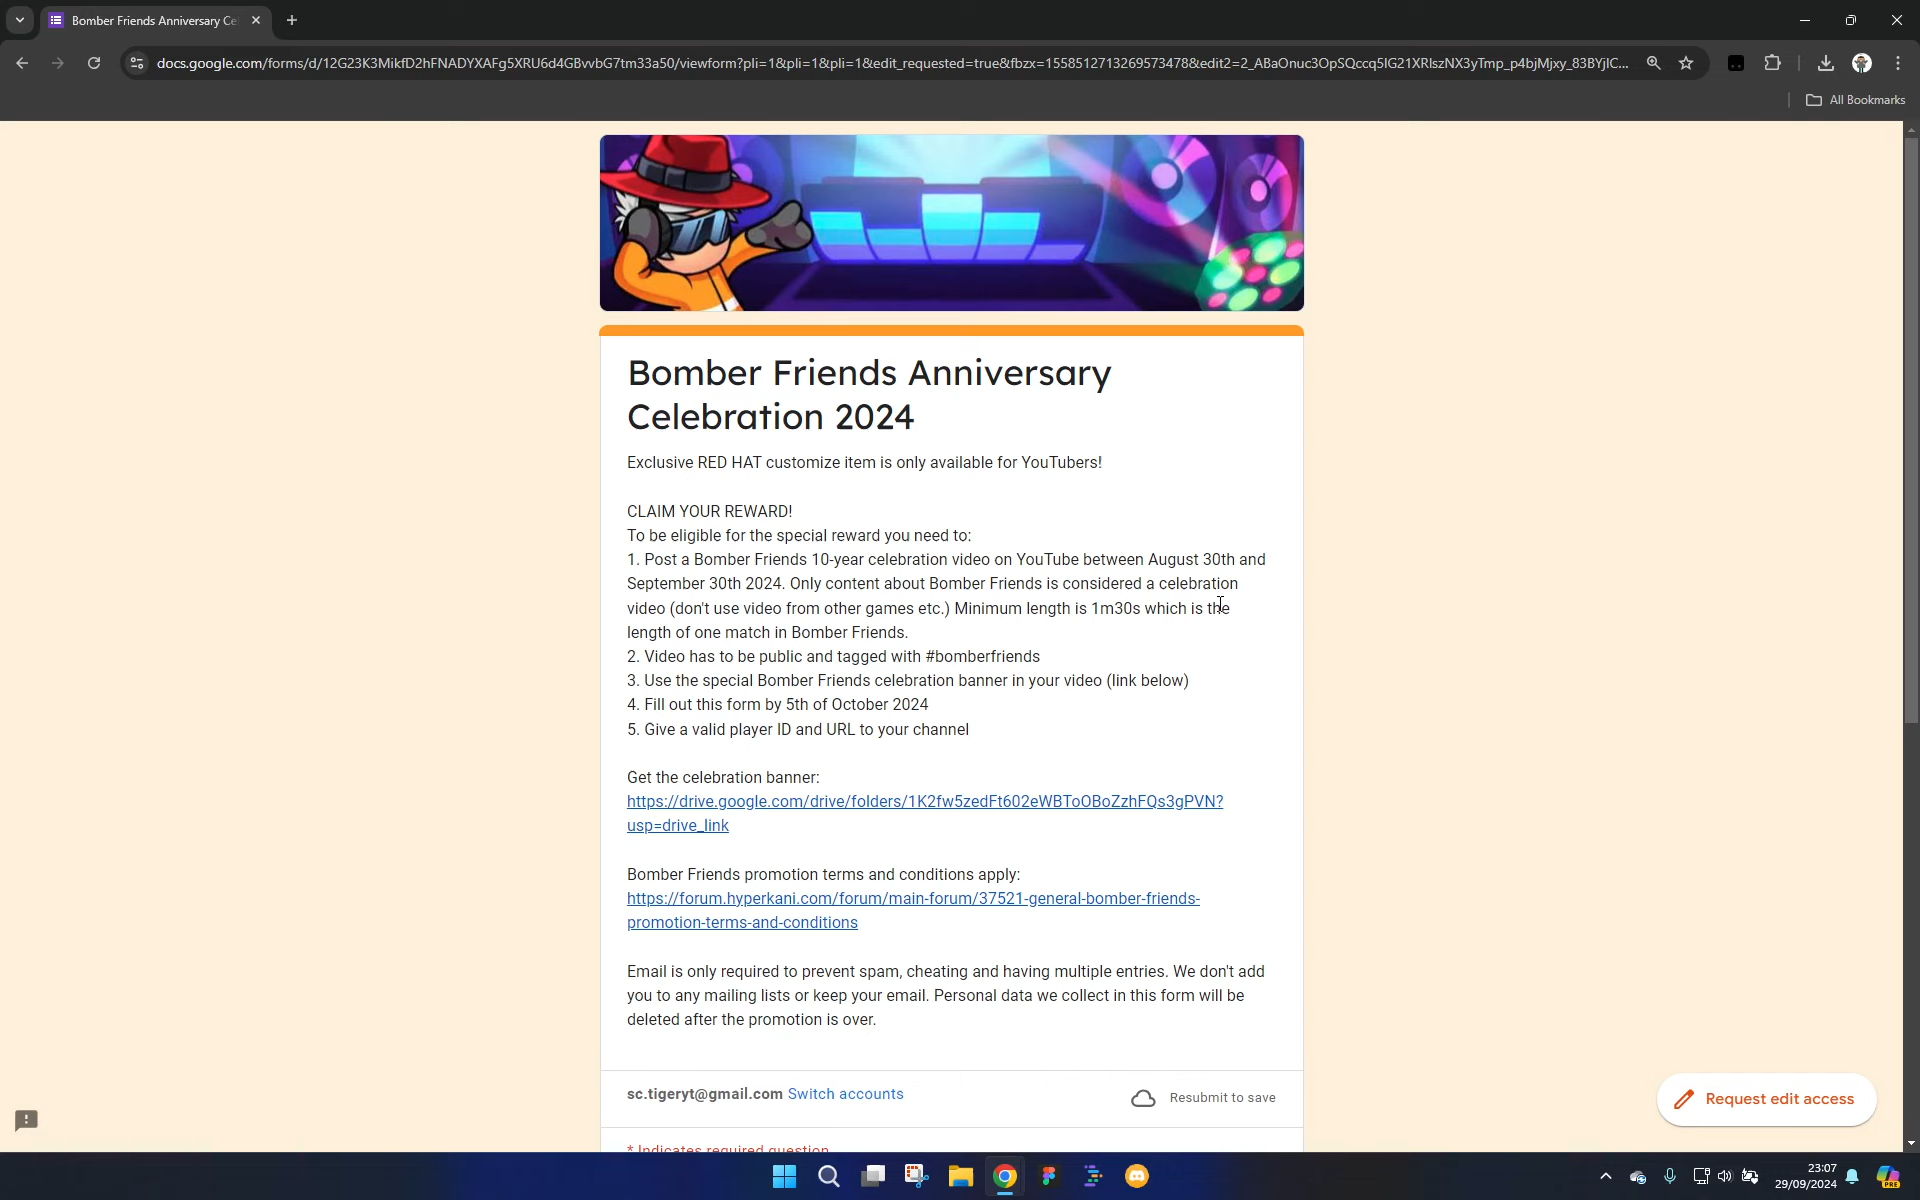 Bomber Friends Anniversary Ce
docs.google.com/forms/d/12G23K3MikfD2hFNADYXAFg5XRU6d4GBvvbG7tm33a50/viewform?pli=1&pli=1&pli=1&edit_requested=true&fbzx=1558512713269573478&edit2=2_ABaOnuc3OpSQccq5lG21XRlszNX3yTmp_p4bjMjxy_83BYjlC...
All Bookmarks
Bomber Friends Anniversary
Celebration 2024
Exclusive RED HAT customize item is only available for YouTubers!
CLAIM YOUR REWARD!
To be eligible for the special reward you need to:
1. Post a Bomber Friends 10-year celebration video on YouTube between August 30th and
September 30th 2024. Only content about Bomber Friends is considered a celebration
video (don't use video from other games etc.) Minimum length is 1m30s which is the
length of one match in Bomber Friends.
2. Video has to be public and tagged with #bomberfriends
3. Use the special Bomber Friends celebration banner in your video (link below)
4. Fill out this form by 5th of October 2024
5. Give a valid player ID and URL to your channel
Get the celebration banner:
https://drive.google.com/drive/folders/1K2fw5zedFt602eWBToOBoZzhFQs3gPVN?
usp=drive_link
Bomber Friends promotion terms and conditions apply:
https://forum.hyperkani.com/forum/main-forum/37521-general-bomber-friends-
promotion-terms-and-conditions
Email is only required to prevent spam, cheating and having multiple entries. We don't add
you to any mailing lists or keep your email. Personal data we collect in this form will be
deleted after the promotion is over.
sc.tigeryt@gmail.com Switch accounts
Resubmit to save
Request edit access
* Indicates required question
23:07
29/09/2024
PRE